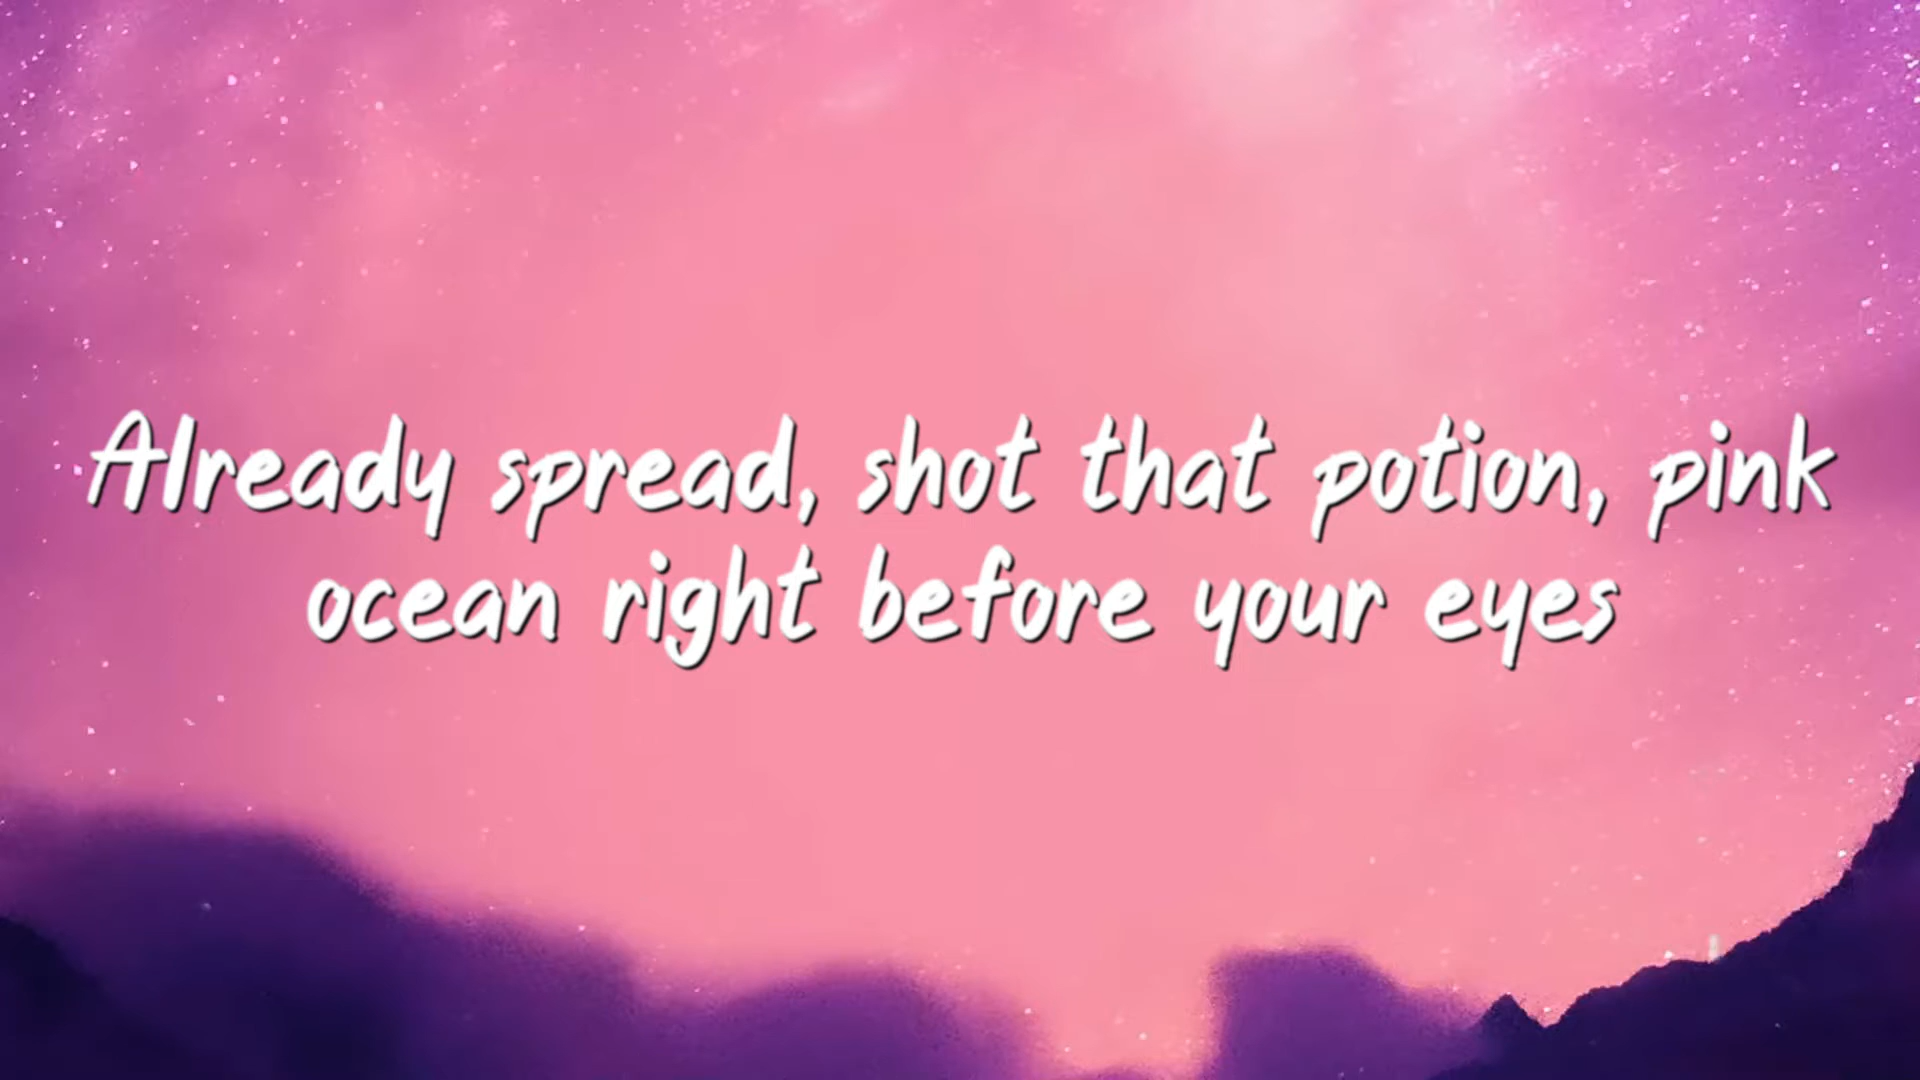 Already spread, shot that potion, pink
ocean right before your eyes